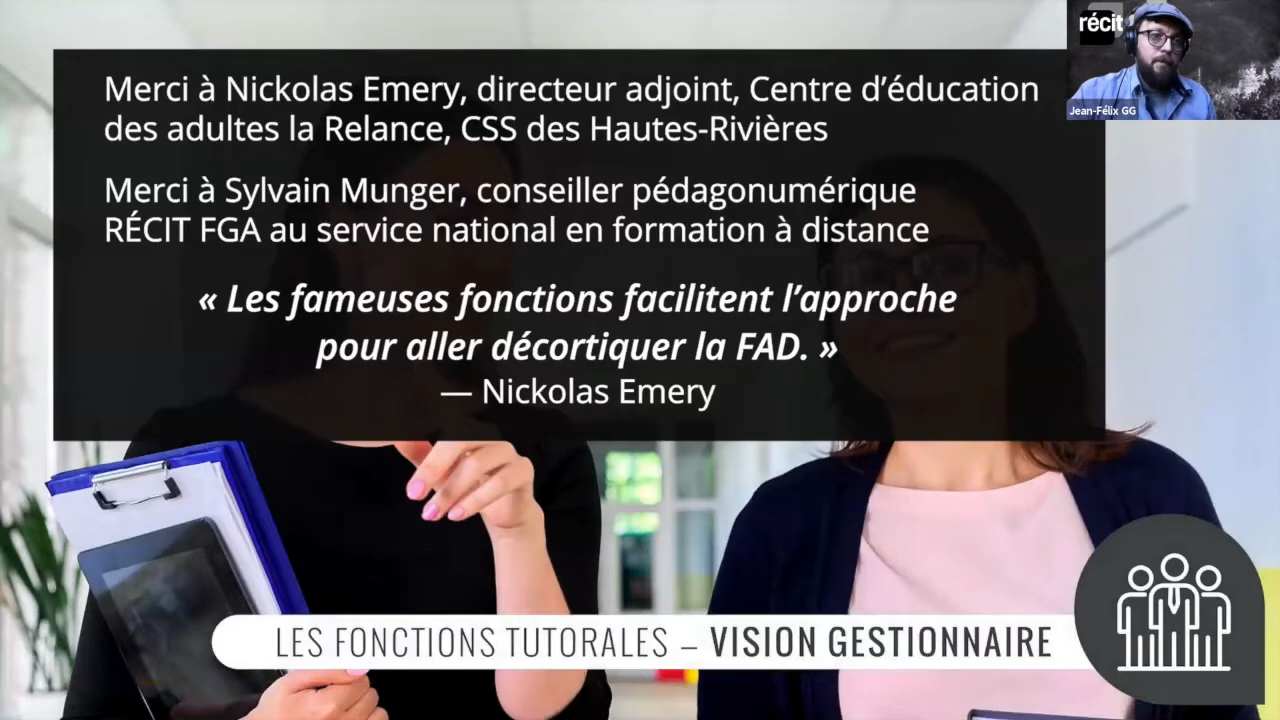 récit
Jean-Félix GG
Merci à Nickolas Emery, directeur adjoint, Centre d’éducation
des adultes la Relance, CSS des Hautes-Rivières
Merci à Sylvain Munger, conseiller pédagonumérique
RÉCIT FGA au service national en formation à distance
« Les fameuses fonctions facilitent l’approche
pour aller décortiquer la FAD. »
— Nickolas Emery
LES FONCTIONS TUTORALES – VISION GESTIONNAIRE